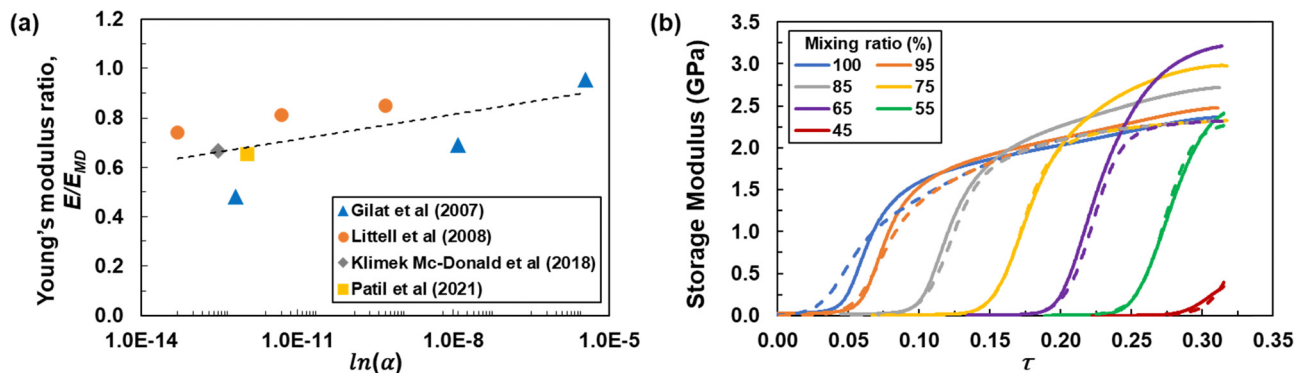 (a)
Young's modulus ratio,
E/E_MD
1.2
1.0
0.8
0.6
0.4
0.2
0.0
Gilat et al (2007)
Littell et al (2008)
Klimek Mc-Donald et al (2018)
Patil et al (2021)
1.0E-14 1.0E-11 1.0E-8 1.0E-5
ln(α)
(b)
Storage Modulus (GPa)
3.5
3.0
2.5
2.0
1.5
1.0
0.5
0.0
Mixing ratio (%)
100 95
85 75
65 55
45
0.00 0.05 0.10 0.15 0.20 0.25 0.30 0.35
τ